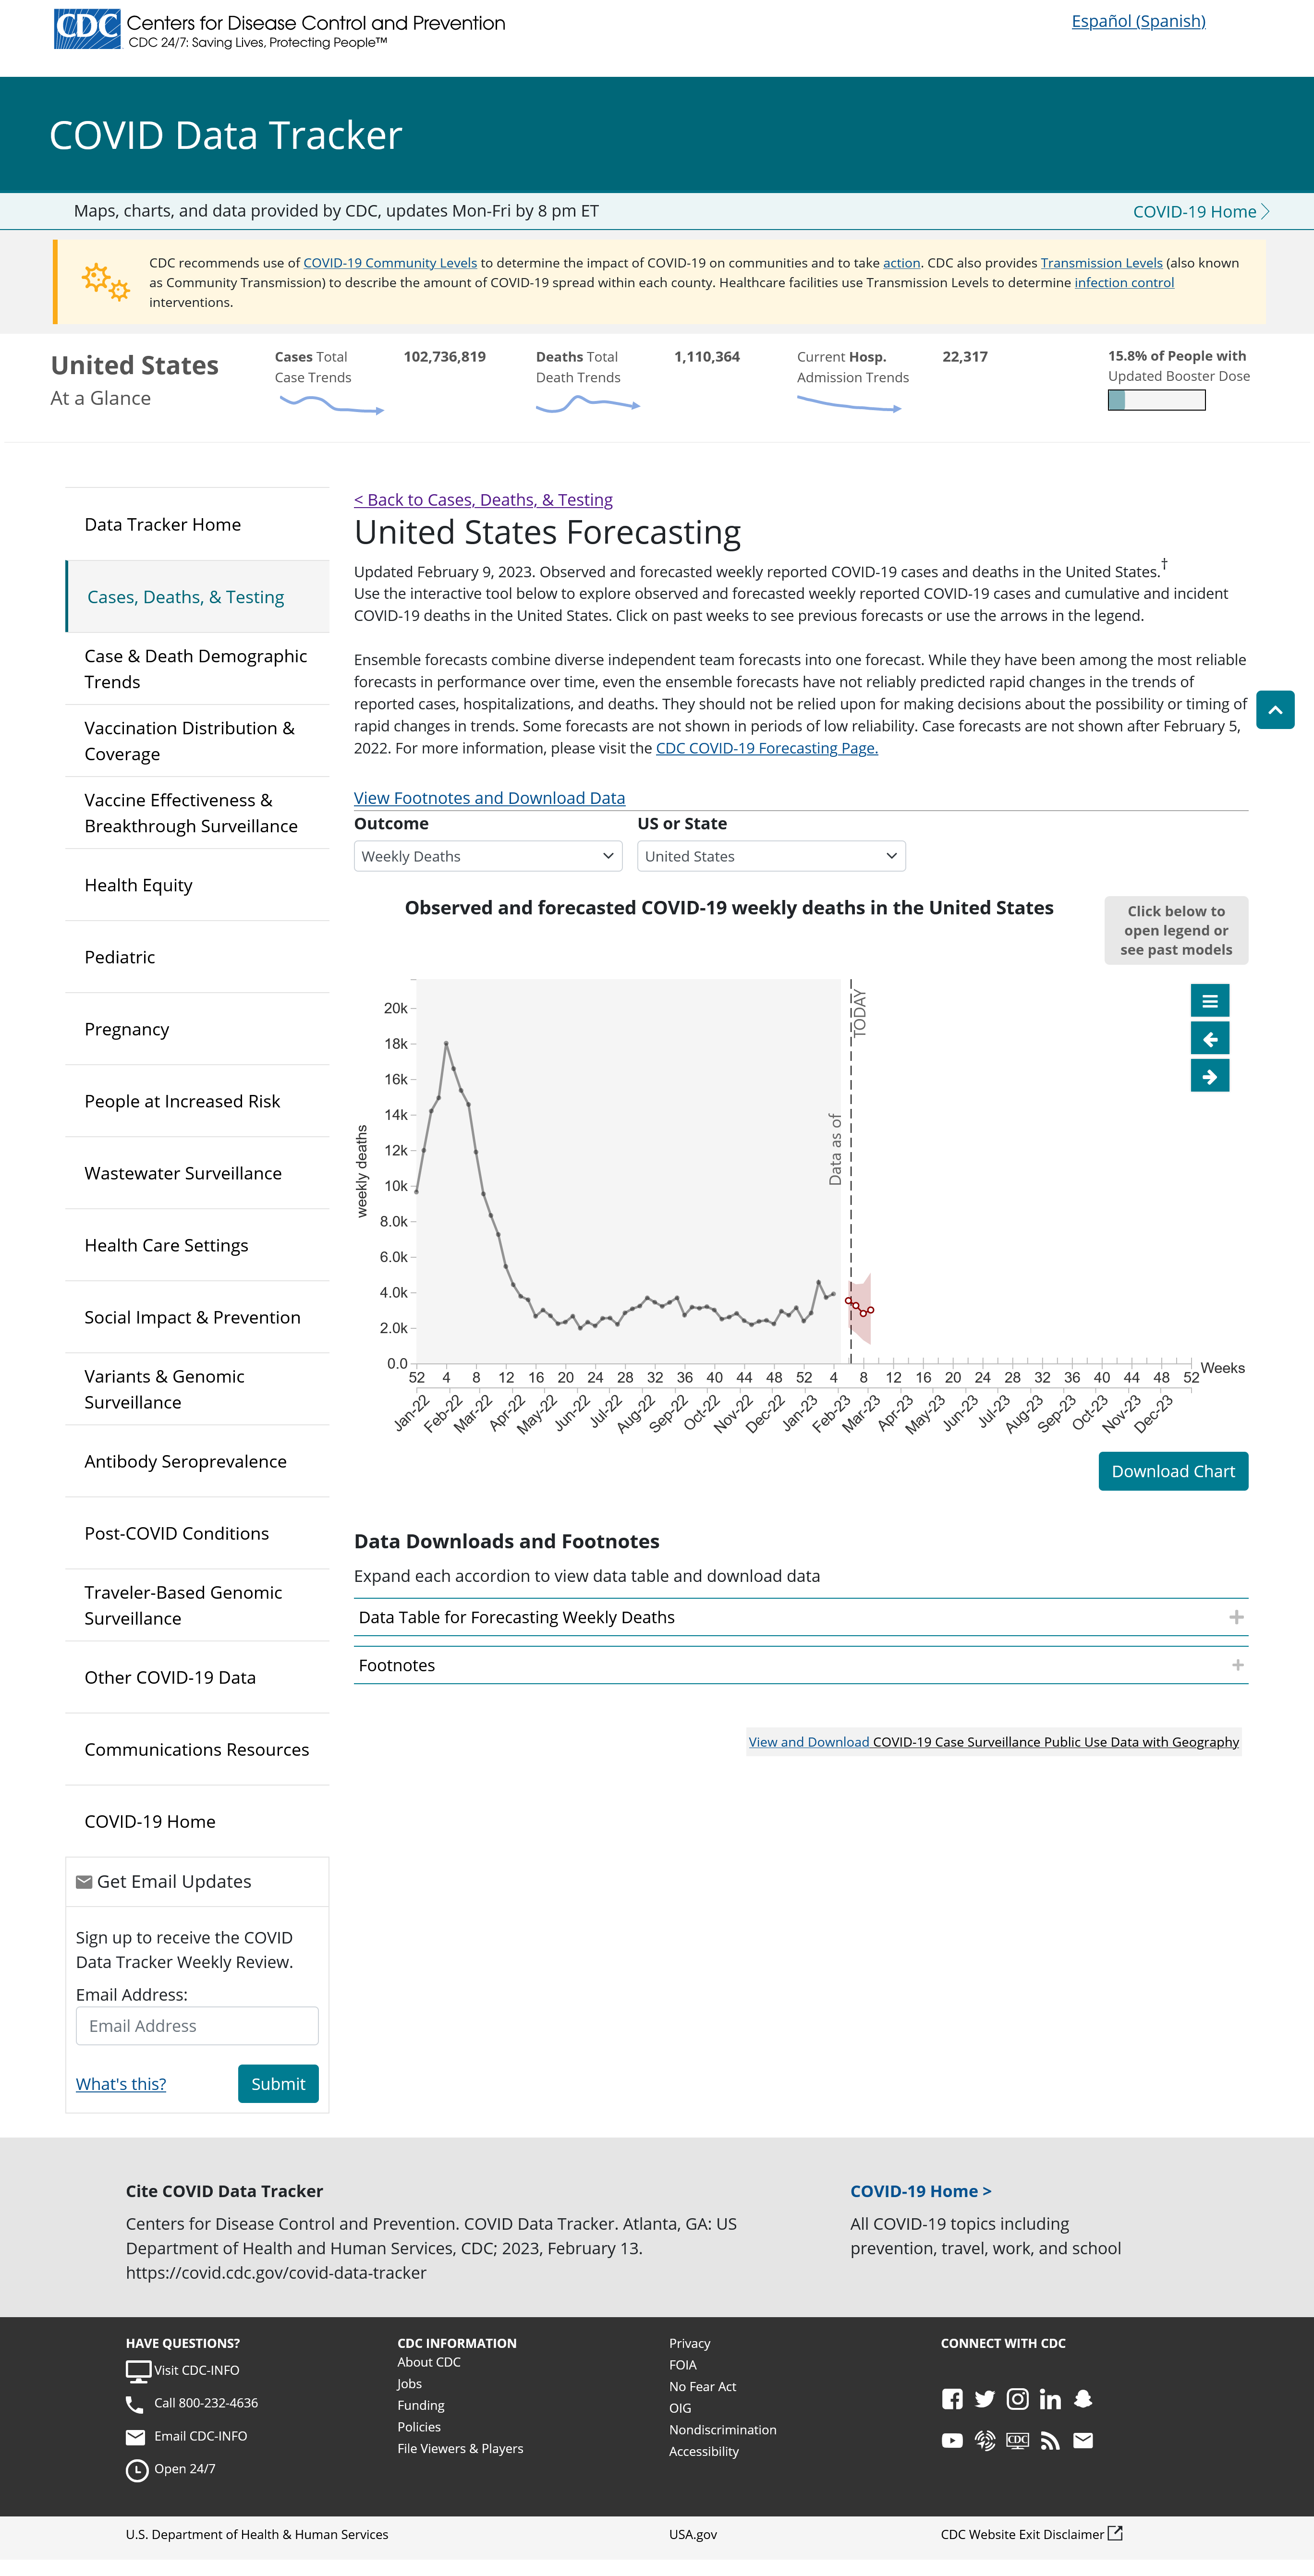 CDC Centers for Disease Control and Prevention
CDC 24/7: Saving Lives, Protecting People™
Español (Spanish)
COVID Data Tracker
Maps, charts, and data provided by CDC, updates Mon-Fri by 8 pm ET
COVID-19 Home
CDC recommends use of COVID-19 Community Levels to determine the impact of COVID-19 on communities and to take action. CDC also provides Transmission Levels (also known
as Community Transmission) to describe the amount of COVID-19 spread within each county. Healthcare facilities use Transmission Levels to determine infection control
interventions.
United States
At a Glance
Cases Total 102,736,819
Case Trends
Deaths Total 1,110,364
Death Trends
Current Hosp. 22,317
Admission Trends
15.8% of People with
Updated Booster Dose
Data Tracker Home
Cases, Deaths, & Testing
Case & Death Demographic
Trends
Vaccination Distribution &
Coverage
Vaccine Effectiveness &
Breakthrough Surveillance
Health Equity
Pediatric
Pregnancy
People at Increased Risk
Wastewater Surveillance
Health Care Settings
Social Impact & Prevention
Variants & Genomic
Surveillance
Antibody Seroprevalence
Post-COVID Conditions
Traveler-Based Genomic
Surveillance
Other COVID-19 Data
Communications Resources
COVID-19 Home
Get Email Updates
Sign up to receive the COVID
Data Tracker Weekly Review.
Email Address:
Email Address
What's this?
Submit
< Back to Cases, Deaths, & Testing
United States Forecasting
Updated February 9, 2023. Observed and forecasted weekly reported COVID-19 cases and deaths in the United States.†
Use the interactive tool below to explore observed and forecasted weekly reported COVID-19 cases and cumulative and incident
COVID-19 deaths in the United States. Click on past weeks to see previous forecasts or use the arrows in the legend.
Ensemble forecasts combine diverse independent team forecasts into one forecast. While they have been among the most reliable
forecasts in performance over time, even the ensemble forecasts have not reliably predicted rapid changes in the trends of
reported cases, hospitalizations, and deaths. They should not be relied upon for making decisions about the possibility or timing of
rapid changes in trends. Some forecasts are not shown in periods of low reliability. Case forecasts are not shown after February 5,
2022. For more information, please visit the CDC COVID-19 Forecasting Page.
View Footnotes and Download Data
Outcome
Weekly Deaths
US or State
United States
Observed and forecasted COVID-19 weekly deaths in the United States
Click below to
open legend or
see past models
weekly deaths
20k
18k
16k
14k
12k
10k
8.0k
6.0k
4.0k
2.0k
0.0
Data as of
TODAY
52 4 8 12 16 20 24 28 32 36 40 44 48 52 4 8 12 16 20 24 28 32 36 40 44 48 52 Weeks
Jan-22 Feb-22 Mar-22 Apr-22 May-22 Jun-22 Jul-22 Aug-22 Sep-22 Oct-22 Nov-22 Dec-22 Jan-23 Feb-23 Mar-23 Apr-23 May-23 Jun-23 Jul-23 Aug-23 Sep-23 Oct-23 Nov-23 Dec-23
Download Chart
Data Downloads and Footnotes
Expand each accordion to view data table and download data
Data Table for Forecasting Weekly Deaths
Footnotes
View and Download COVID-19 Case Surveillance Public Use Data with Geography
Cite COVID Data Tracker
Centers for Disease Control and Prevention. COVID Data Tracker. Atlanta, GA: US
Department of Health and Human Services, CDC; 2023, February 13.
https://covid.cdc.gov/covid-data-tracker
COVID-19 Home >
All COVID-19 topics including
prevention, travel, work, and school
HAVE QUESTIONS?
Visit CDC-INFO
Call 800-232-4636
Email CDC-INFO
Open 24/7
CDC INFORMATION
About CDC
Jobs
Funding
Policies
File Viewers & Players
Privacy
FOIA
No Fear Act
OIG
Nondiscrimination
Accessibility
CONNECT WITH CDC
CDC
U.S. Department of Health & Human Services
USA.gov
CDC Website Exit Disclaimer